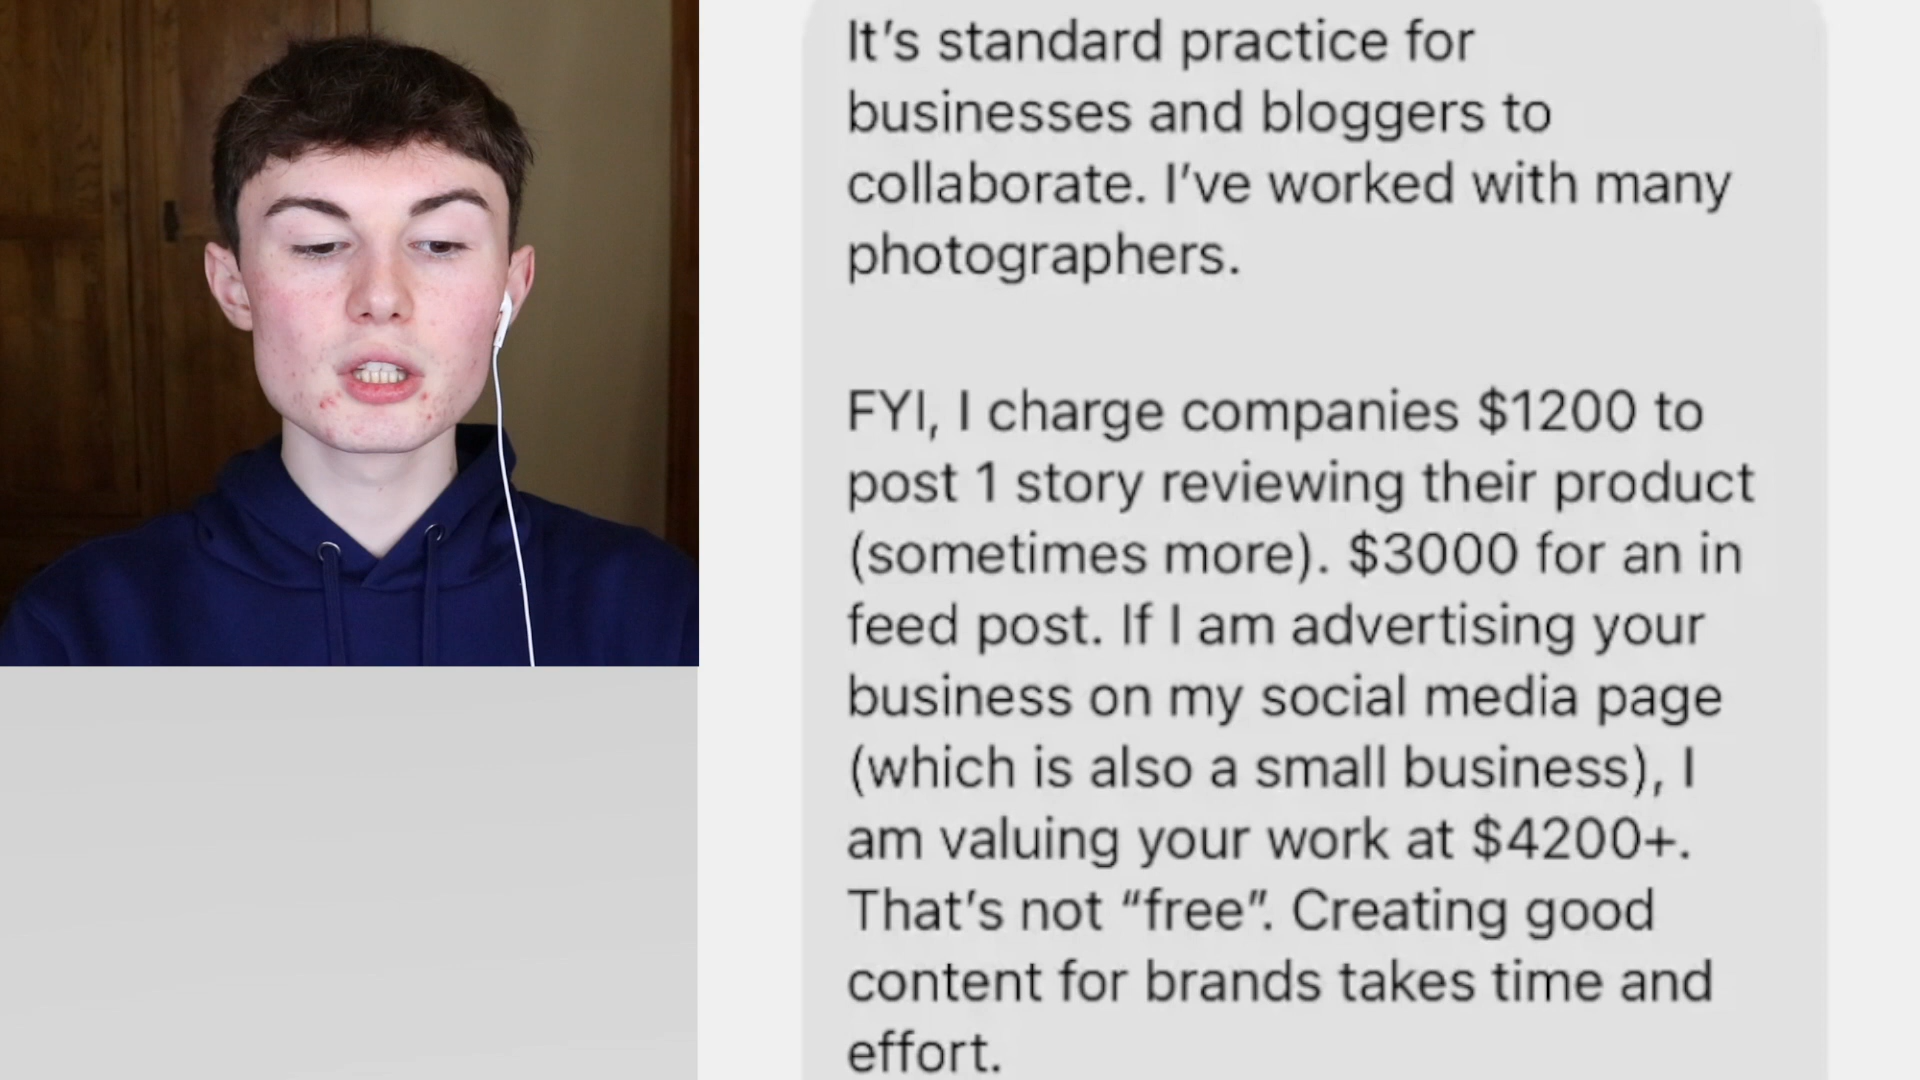 It's standard practice for
businesses and bloggers to
collaborate. I've worked with many
photographers.
FYI, I charge companies $1200 to
post 1 story reviewing their product
(sometimes more). $3000 for an in
feed post. If I am advertising your
business on my social media page
(which is also a small business), I
am valuing your work at $4200+.
That's not “free”. Creating good
content for brands takes time and
effort.